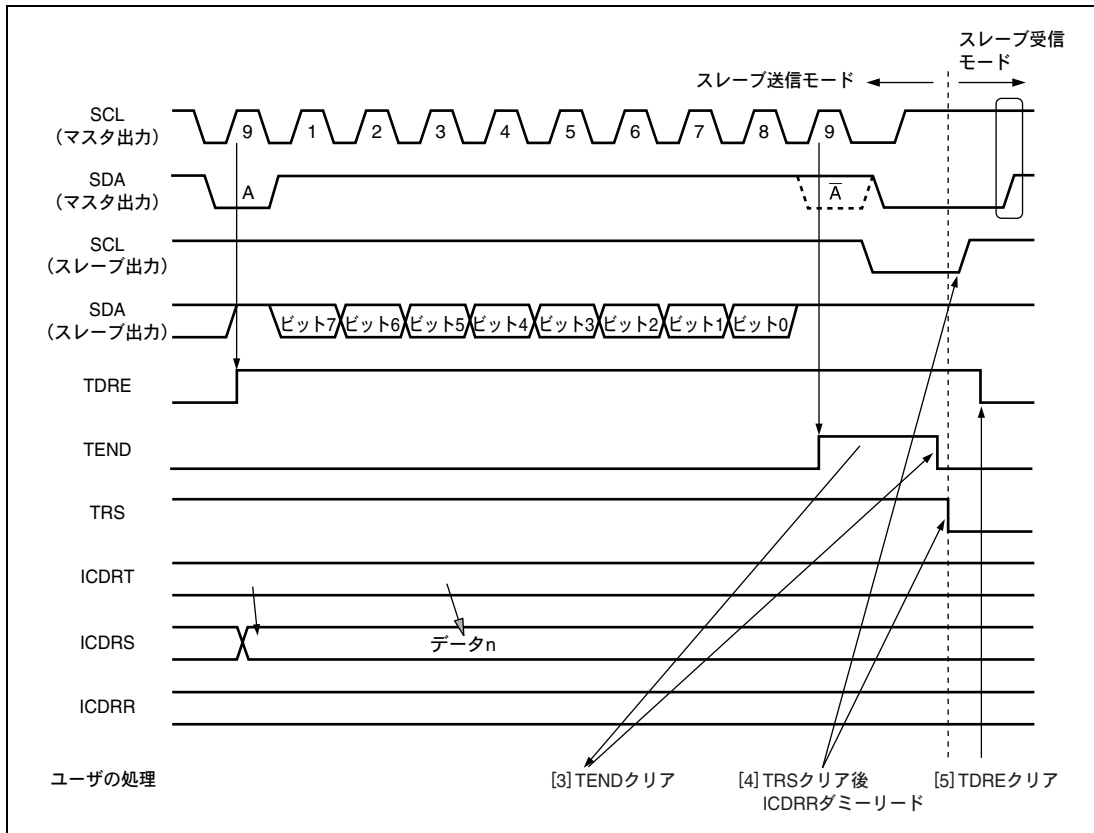 スレーブ受信
モード
スレーブ送信モード
SCL
(マスタ出力)
9 1 2 3 4 5 6 7 8 9
SDA
(マスタ出力)
A A̅
SCL
(スレーブ出力)
SDA
(スレーブ出力)
ビット7 ビット6 ビット5 ビット4 ビット3 ビット2 ビット1 ビット0
TDRE
TEND
TRS
ICDRT
ICDRS
データn
ICDRR
ユーザの処理
[3] TENDクリア
[4] TRSクリア後
ICDRRダミーリード
[5] TDREクリア